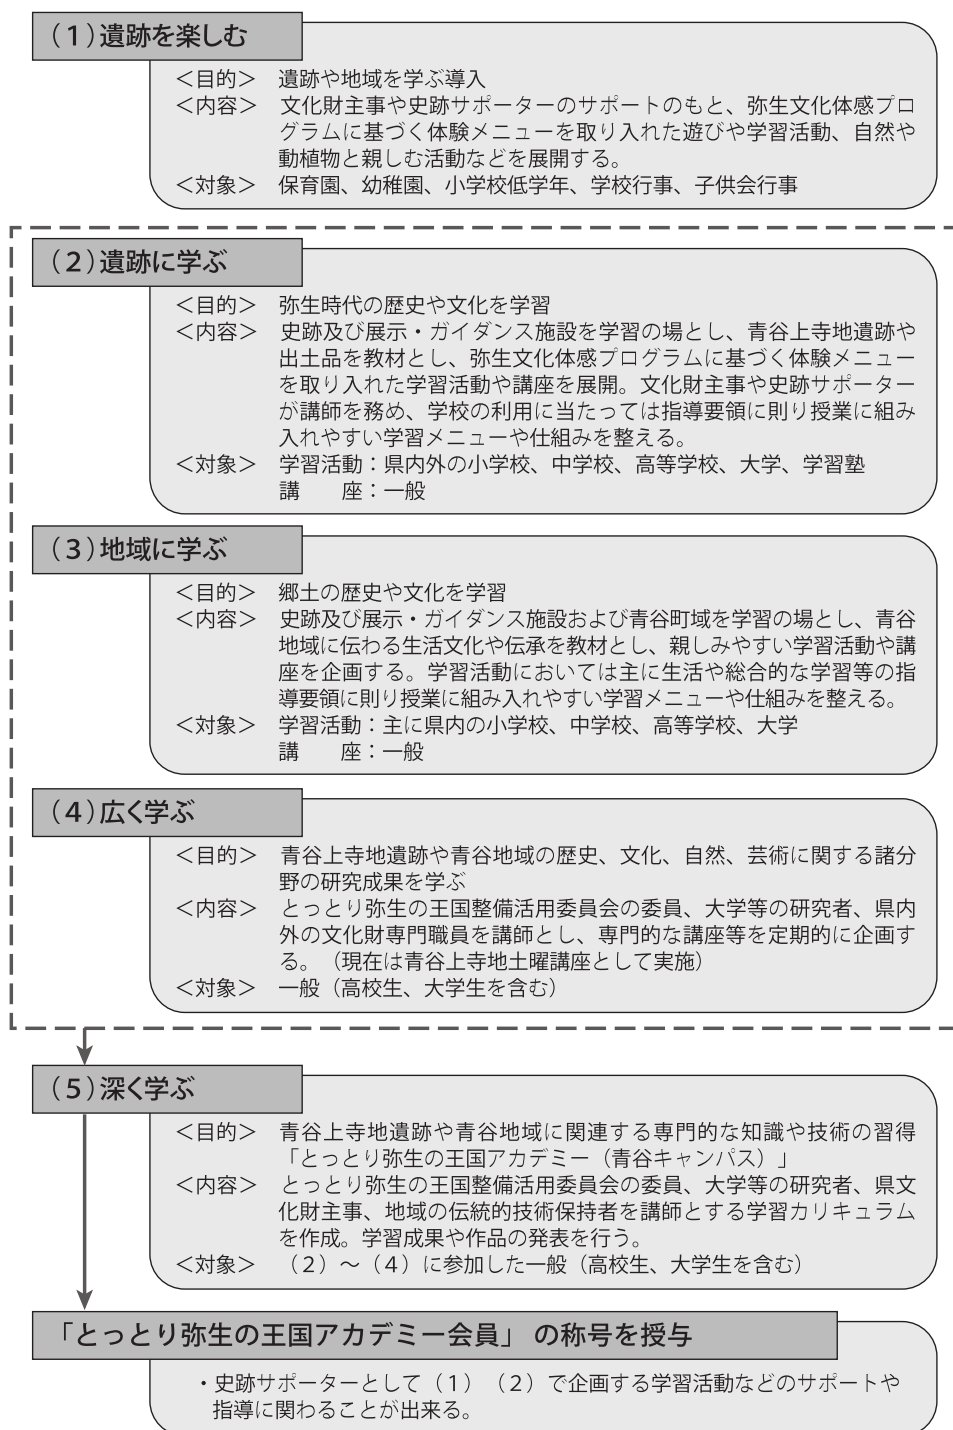 （1）遺跡を楽しむ
＜目的＞　遺跡や地域を学ぶ導入
＜内容＞　文化財主事や史跡サポーターのサポートのもと、弥生文化体感プロ
グラムに基づく体験メニューを取り入れた遊びや学習活動、自然や
動植物と親しむ活動などを展開する。
＜対象＞　保育園、幼稚園、小学校低学年、学校行事、子供会行事
（2）遺跡に学ぶ
＜目的＞　弥生時代の歴史や文化を学習
＜内容＞　史跡及び展示・ガイダンス施設を学習の場とし、青谷上寺地遺跡や
出土品を教材とし、弥生文化体感プログラムに基づく体験メニュー
を取り入れた学習活動や講座を展開。文化財主事や史跡サポーター
が講師を務め、学校の利用に当たっては指導要領に則り授業に組み
入れやすい学習メニューや仕組みを整える。
＜対象＞　学習活動：県内外の小学校、中学校、高等学校、大学、学習塾
講　　座：一般
（3）地域に学ぶ
＜目的＞　郷土の歴史や文化を学習
＜内容＞　史跡及び展示・ガイダンス施設および青谷町域を学習の場とし、青谷
地域に伝わる生活文化や伝承を教材とし、親しみやすい学習活動や講
座を企画する。学習活動においては主に生活や総合的な学習等の指
導要領に則り授業に組み入れやすい学習メニューや仕組みを整える。
＜対象＞　学習活動：主に県内の小学校、中学校、高等学校、大学
講　　座：一般
（4）広く学ぶ
＜目的＞　青谷上寺地遺跡や青谷地域の歴史、文化、自然、芸術に関する諸分
野の研究成果を学ぶ
＜内容＞　とっとり弥生の王国整備活用委員会の委員、大学等の研究者、県内
外の文化財専門職員を講師とし、専門的な講座等を定期的に企画す
る。（現在は青谷上寺地土曜講座として実施）
＜対象＞　一般（高校生、大学生を含む）
（5）深く学ぶ
＜目的＞　青谷上寺地遺跡や青谷地域に関連する専門的な知識や技術の習得
「とっとり弥生の王国アカデミー（青谷キャンパス）」
＜内容＞　とっとり弥生の王国整備活用委員会の委員、大学等の研究者、県文
化財主事、地域の伝統的技術保持者を講師とする学習カリキュラム
を作成。学習成果や作品の発表を行う。
＜対象＞　（2）～（4）に参加した一般（高校生、大学生を含む）
「とっとり弥生の王国アカデミー会員」の称号を授与
・史跡サポーターとして（1）（2）で企画する学習活動などのサポートや
指導に関わることが出来る。